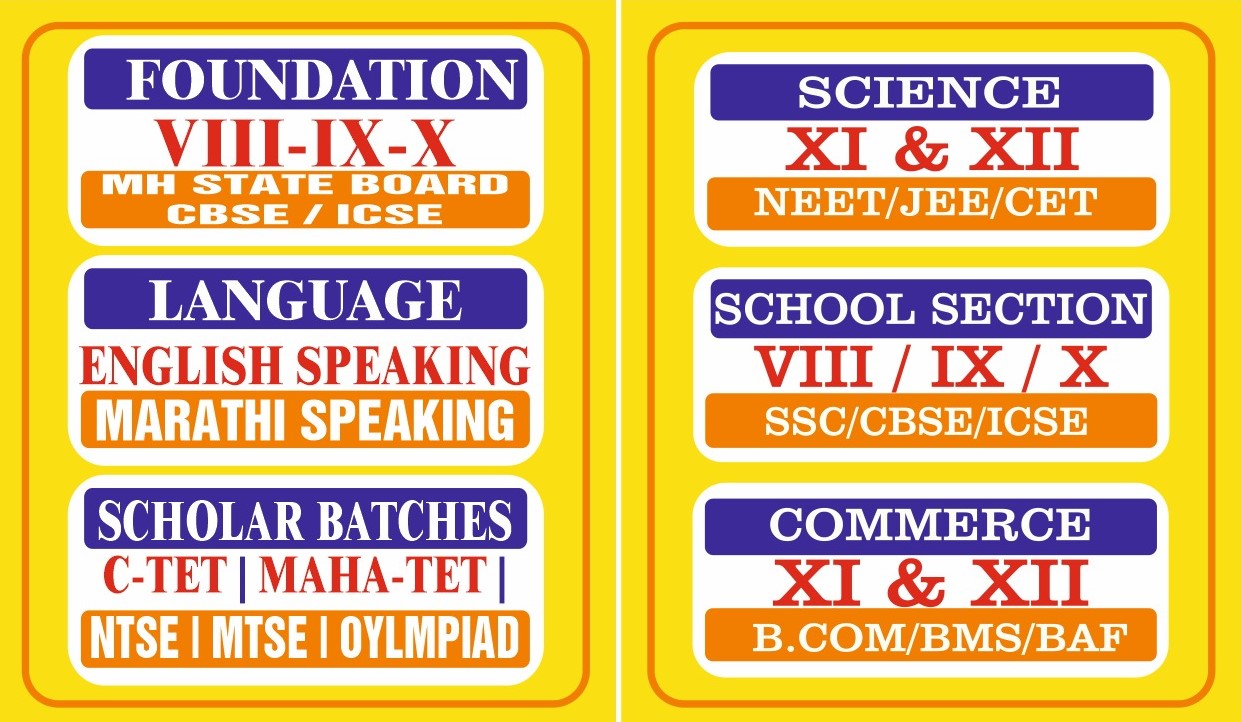 FOUNDATION
VIII-IX-X
MH STATE BOARD
CBSE / ICSE
LANGUAGE
ENGLISH SPEAKING
MARATHI SPEAKING
SCHOLAR BATCHES
C-TET | MAHA-TET |
NTSE | MTSE | OYLMPIAD
SCIENCE
XI & XII
NEET/JEE/CET
SCHOOL SECTION
VIII / IX / X
SSC/CBSE/ICSE
COMMERCE
XI & XII
B.COM/BMS/BAF